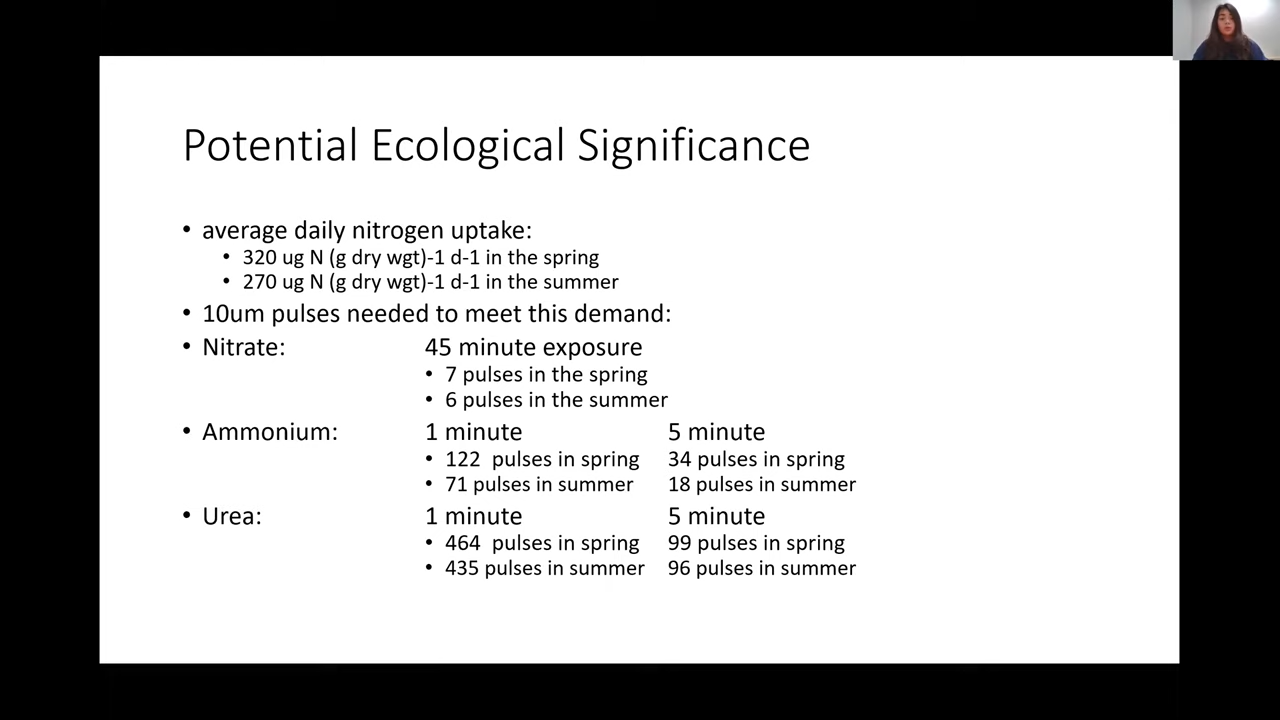 Potential Ecological Significance
• average daily nitrogen uptake:
• 320 ug N (g dry wgt)-1 d-1 in the spring
• 270 ug N (g dry wgt)-1 d-1 in the summer
• 10um pulses needed to meet this demand:
• Nitrate: 45 minute exposure
• 7 pulses in the spring
• 6 pulses in the summer
• Ammonium: 1 minute 5 minute
• 122 pulses in spring 34 pulses in spring
• 71 pulses in summer 18 pulses in summer
• Urea: 1 minute 5 minute
• 464 pulses in spring 99 pulses in spring
• 435 pulses in summer 96 pulses in summer